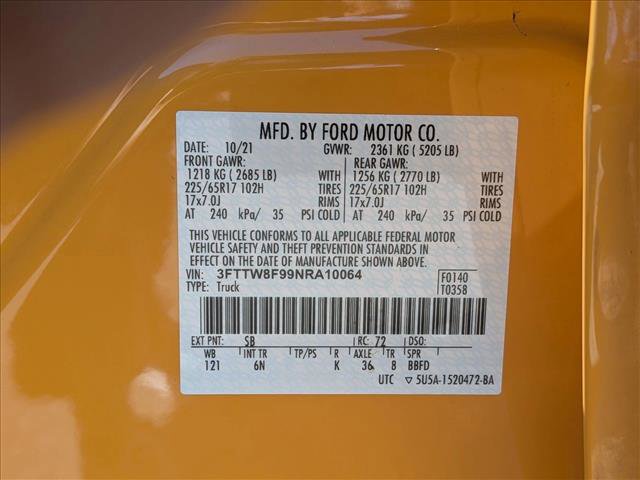 MFD. BY FORD MOTOR CO.
DATE: 10/21 GVWR: 2361 KG ( 5205 LB)
FRONT GAWR: REAR GAWR:
1218 KG ( 2685 LB) WITH 1256 KG ( 2770 LB) WITH
225/65R17 102H TIRES 225/65R17 102H TIRES
17x7.0J RIMS 17x7.0J RIMS
AT 240 kPa/ 35 PSI COLD AT 240 kPa/ 35 PSI COLD
THIS VEHICLE CONFORMS TO ALL APPLICABLE FEDERAL MOTOR
VEHICLE SAFETY AND THEFT PREVENTION STANDARDS IN
EFFECT ON THE DATE OF MANUFACTURE SHOWN ABOVE.
VIN: 3FTTW8F99NRA10064 F0140
TYPE: Truck T0358
EXT PNT: SB RC: 72 DSO:
WB INT TR TP/PS R AXLE TR SPR
121 6N K 36 8 BBFD
UTC 5U5A-1520472-BA